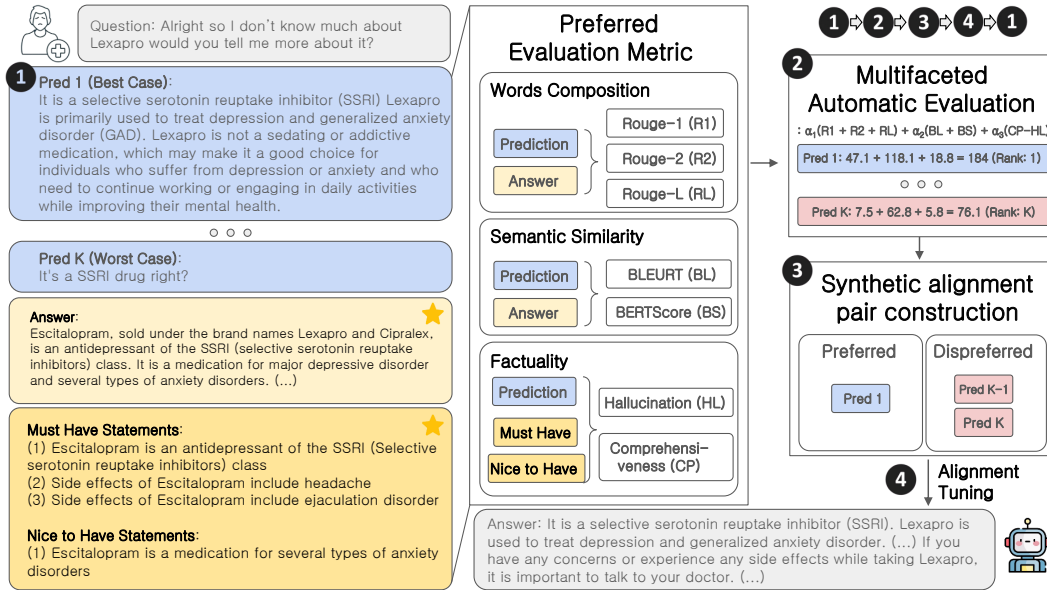 Question: Alright so I don't know much about
Lexapro would you tell me more about it?
1
Pred 1 (Best Case):
It is a selective serotonin reuptake inhibitor (SSRI) Lexapro
is primarily used to treat depression and generalized anxiety
disorder (GAD). Lexapro is not a sedating or addictive
medication, which may make it a good choice for
individuals who suffer from depression or anxiety and who
need to continue working or engaging in daily activities
while improving their mental health.
Pred K (Worst Case):
It's a SSRI drug right?
Answer:
Escitalopram, sold under the brand names Lexapro and Cipralex,
is an antidepressant of the SSRI (selective serotonin reuptake
inhibitors) class. It is a medication for major depressive disorder
and several types of anxiety disorders. (...)
Must Have Statements:
(1) Escitalopram is an antidepressant of the SSRI (Selective
serotonin reuptake inhibitors) class
(2) Side effects of Escitalopram include headache
(3) Side effects of Escitalopram include ejaculation disorder
Nice to Have Statements:
(1) Escitalopram is a medication for several types of anxiety
disorders
Preferred
Evaluation Metric
Words Composition
Prediction
Answer
Rouge-1 (R1)
Rouge-2 (R2)
Rouge-L (RL)
Semantic Similarity
Prediction
Answer
BLEURT (BL)
BERTScore (BS)
Factuality
Prediction
Must Have
Nice to Have
Hallucination (HL)
Comprehensi-
veness (CP)
1 2 3 4 1
2
Multifaceted
Automatic Evaluation
: α₁(R1 + R2 + RL) + α₂(BL + BS) + α₃(CP-HL)
Pred 1: 47.1 + 118.1 + 18.8 = 184 (Rank: 1)
Pred K: 7.5 + 62.8 + 5.8 = 76.1 (Rank: K)
3
Synthetic alignment
pair construction
Preferred
Pred 1
Dispreferred
Pred K-1
Pred K
4
Alignment
Tuning
Answer: It is a selective serotonin reuptake inhibitor (SSRI). Lexapro is
used to treat depression and generalized anxiety disorder. (...) If you
have any concerns or experience any side effects while taking Lexapro,
it is important to talk to your doctor. (...)